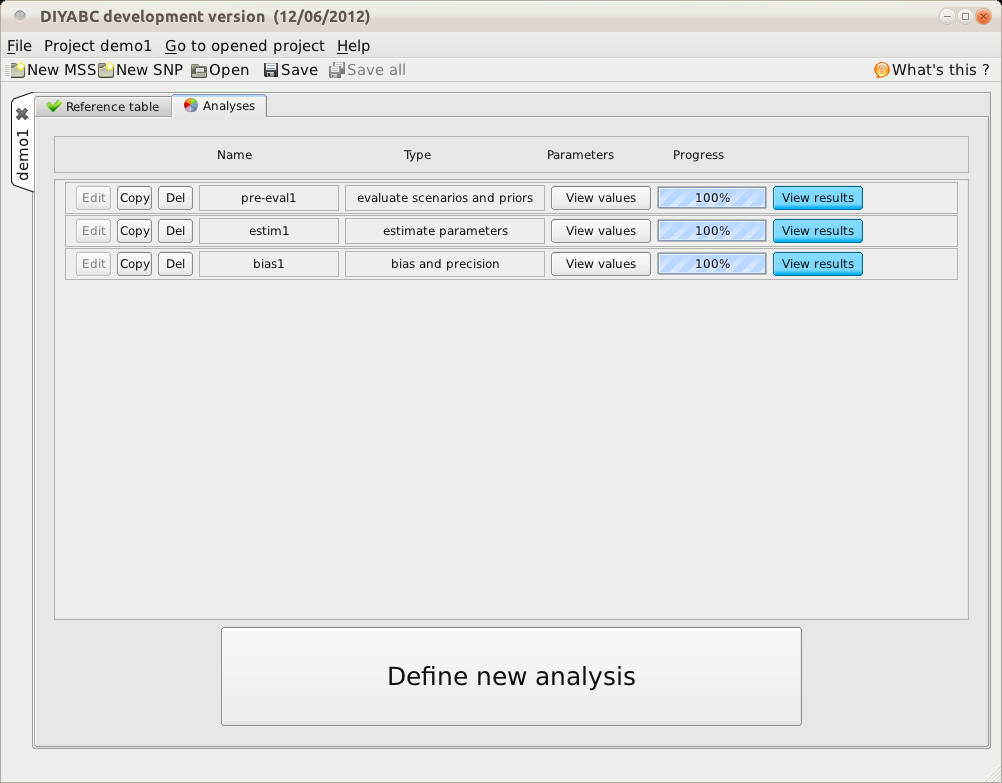 DIYABC development version (12/06/2012)
File Project demo1 Go to opened project Help
New MSS New SNP Open Save Save all What's this ?
demo1
Reference table Analyses
Name Type Parameters Progress
Edit Copy Del pre-eval1 evaluate scenarios and priors View values 100% View results
Edit Copy Del estim1 estimate parameters View values 100% View results
Edit Copy Del bias1 bias and precision View values 100% View results
Define new analysis